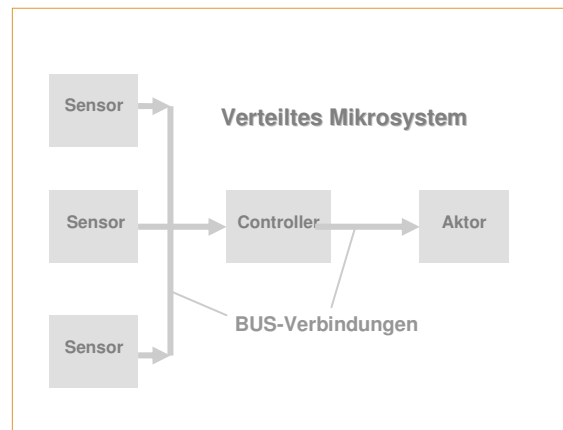 Sensor
Verteiltes Mikrosystem
Sensor
Controller
Aktor
BUS-Verbindungen
Sensor